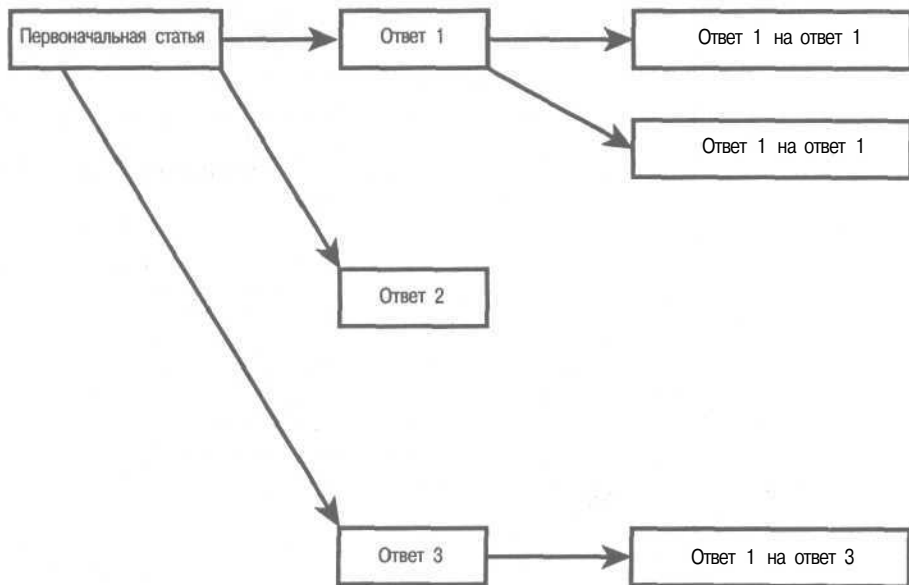 Первоначальная статья
Ответ 1
Ответ 1 на ответ 1
Ответ 1 на ответ 1
Ответ 2
Ответ 3
Ответ 1 на ответ 3